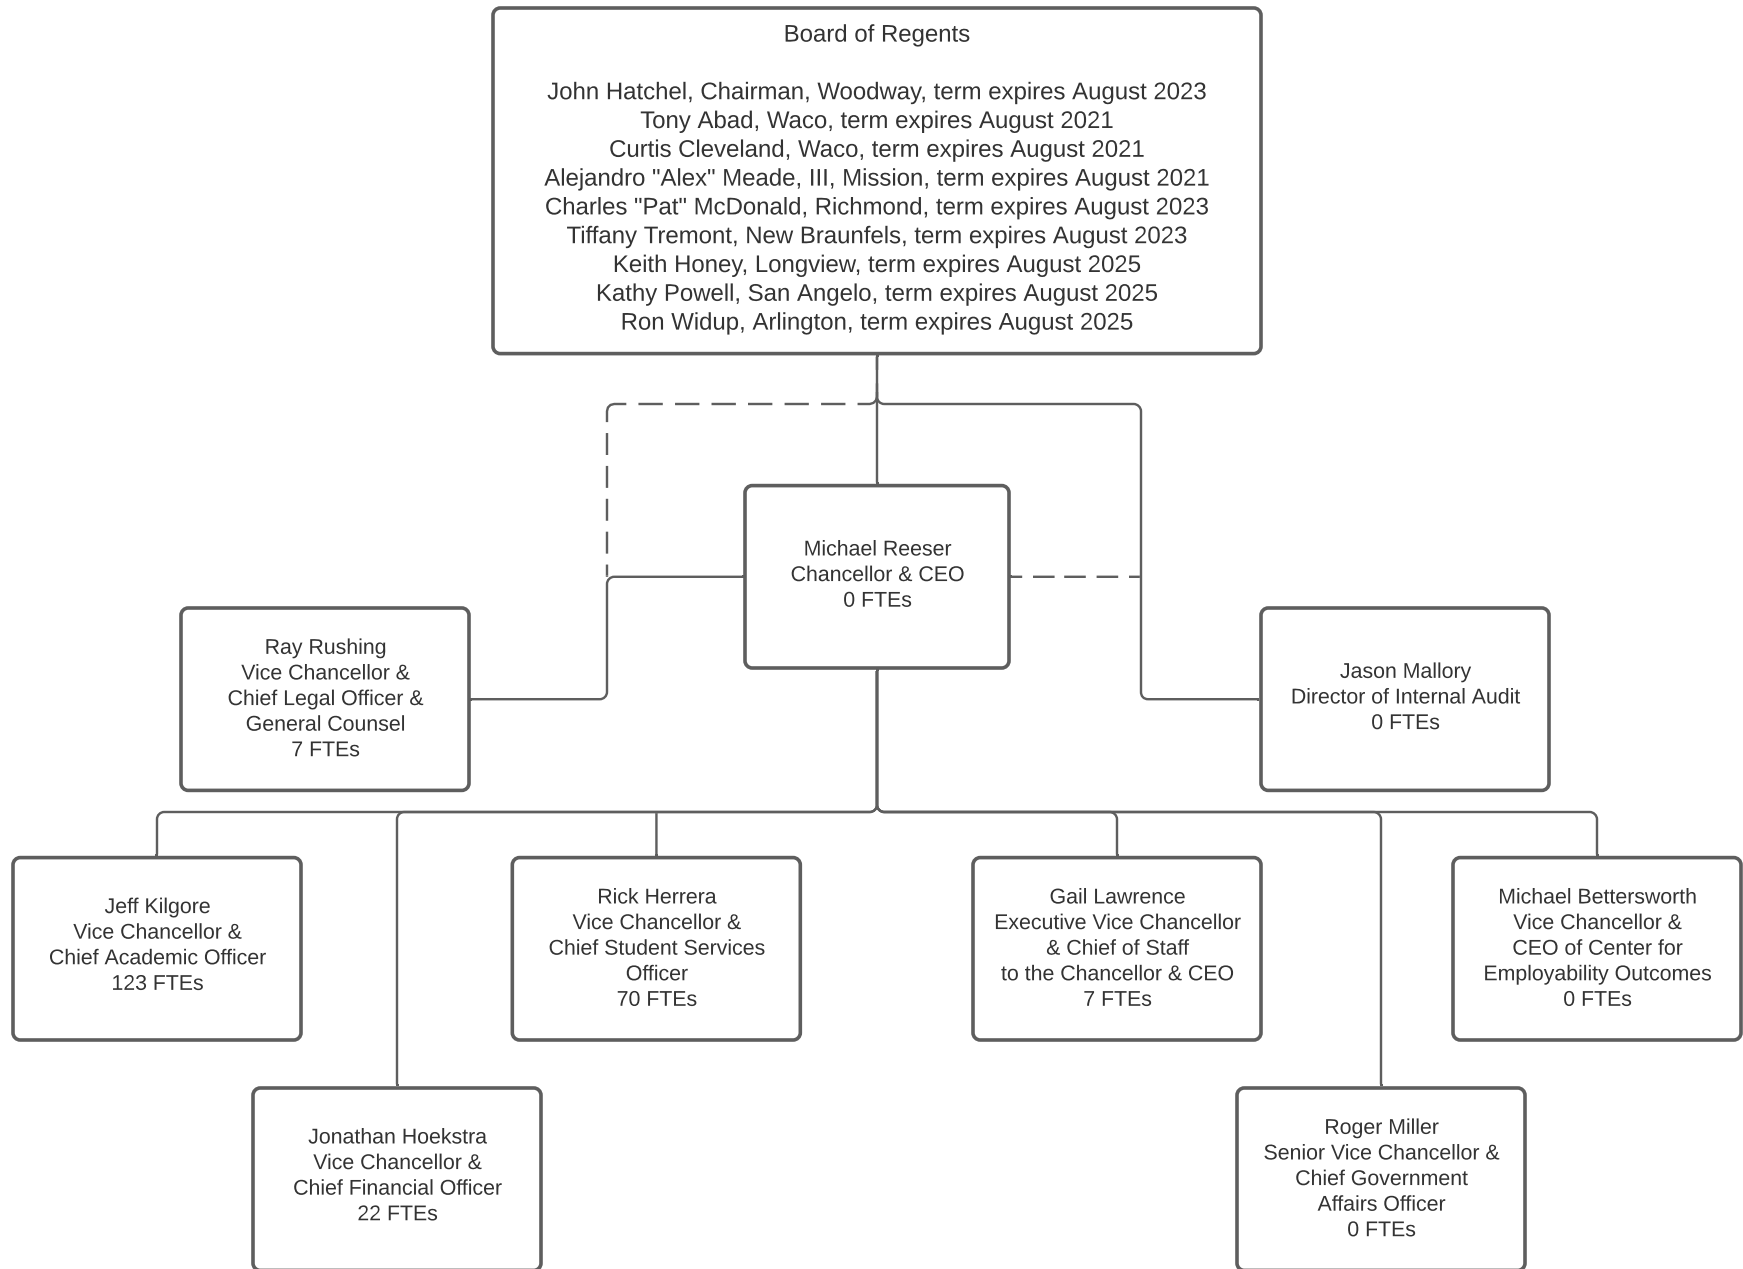 Board of Regents
John Hatchel, Chairman, Woodway, term expires August 2023
Tony Abad, Waco, term expires August 2021
Curtis Cleveland, Waco, term expires August 2021
Alejandro "Alex" Meade, III, Mission, term expires August 2021
Charles "Pat" McDonald, Richmond, term expires August 2023
Tiffany Tremont, New Braunfels, term expires August 2023
Keith Honey, Longview, term expires August 2025
Kathy Powell, San Angelo, term expires August 2025
Ron Widup, Arlington, term expires August 2025
Michael Reeser
Chancellor & CEO
0 FTEs
Ray Rushing
Vice Chancellor &
Chief Legal Officer &
General Counsel
7 FTEs
Jason Mallory
Director of Internal Audit
0 FTEs
Jeff Kilgore
Vice Chancellor &
Chief Academic Officer
123 FTEs
Rick Herrera
Vice Chancellor &
Chief Student Services
Officer
70 FTEs
Gail Lawrence
Executive Vice Chancellor
& Chief of Staff
to the Chancellor & CEO
7 FTEs
Michael Bettersworth
Vice Chancellor &
CEO of Center for
Employability Outcomes
0 FTEs
Jonathan Hoekstra
Vice Chancellor &
Chief Financial Officer
22 FTEs
Roger Miller
Senior Vice Chancellor &
Chief Government
Affairs Officer
0 FTEs